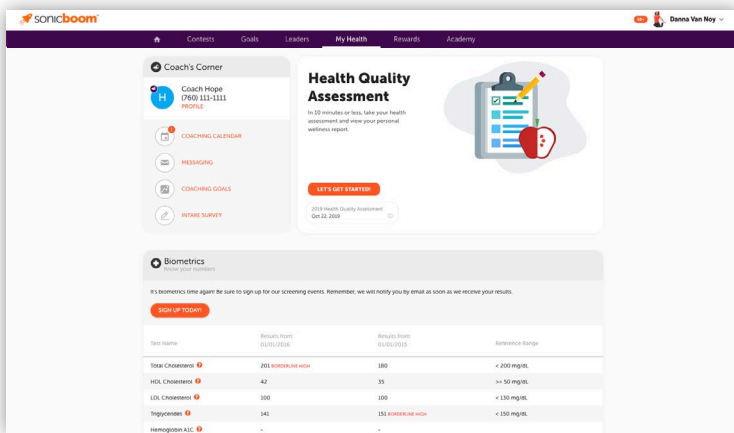 sonicboom
Danna Van Noy
Contests Goals Leaders My Health Rewards Academy
Coach's Corner
H
Coach Hope
(760) 111-1111
PROFILE
1
COACHING CALENDAR
MESSAGING
COACHING GOALS
INTAKE SURVEY
Health Quality
Assessment
In 10 minutes or less, take your health
assessment and view your personal
wellness report.
LET'S GET STARTED!
2019 Health Quality Assessment
Oct 22, 2019
Biometrics
Know your numbers
It's biometrics time again! Be sure to sign up for our screening events. Remember, we will notify you by email as soon as we receive your results.
SIGN UP TODAY!
Test Name Results from: 01/01/2016 Results from: 01/01/2015 Reference Range
Total Cholesterol ? 201 BORDERLINE HIGH 180 < 200 mg/dL
HDL Cholesterol ? 42 35 >= 50 mg/dL
LDL Cholesterol ? 100 100 < 130 mg/dL
Triglycerides ? 141 151 BORDERLINE HIGH < 150 mg/dL
Hemoglobin A1C ? - -